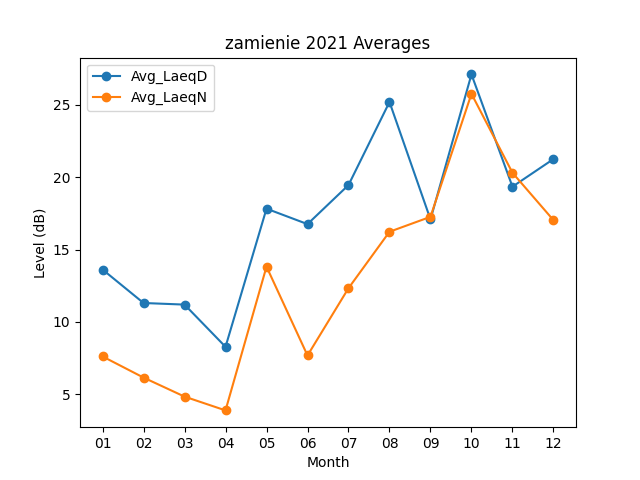 zamienie 2021 Averages
Avg_LaeqD
Avg_LaeqN
Level (dB)
25
20
15
10
5
01 02 03 04 05 06 07 08 09 10 11 12
Month